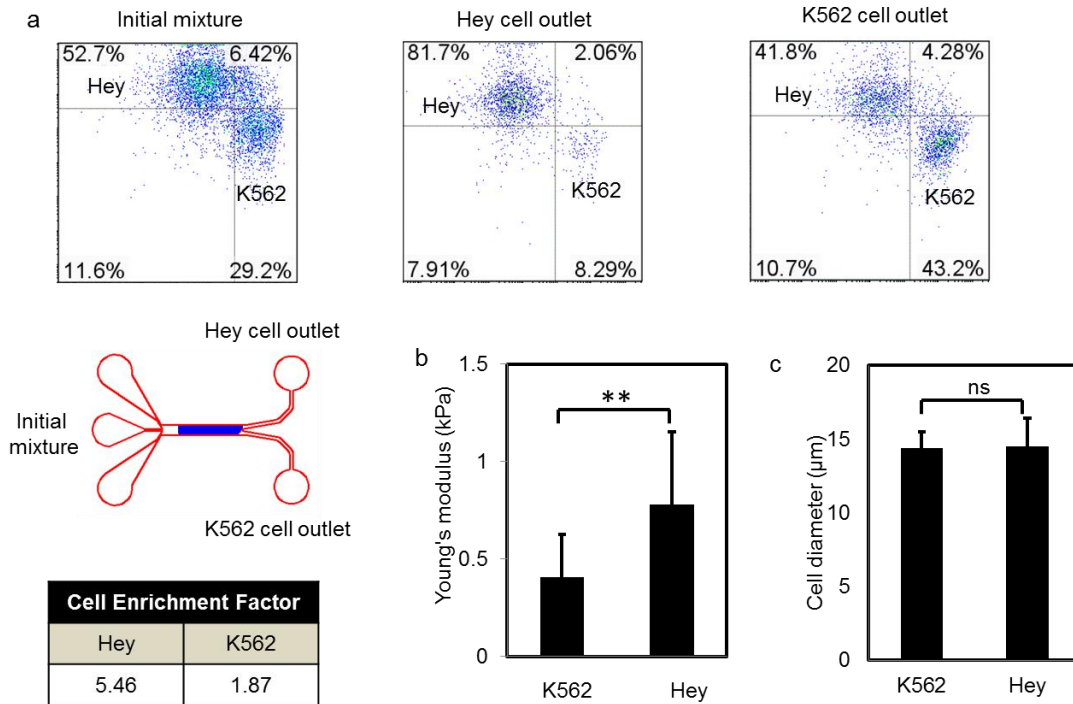 a
Initial mixture
Hey cell outlet
K562 cell outlet
52.7%
6.42%
Hey
K562
11.6%
29.2%
81.7%
2.06%
Hey
K562
7.91%
8.29%
41.8%
4.28%
Hey
K562
10.7%
43.2%
Hey cell outlet
Initial
mixture
K562 cell outlet
Cell Enrichment Factor
Hey K562
5.46 1.87
b
Young's modulus (kPa)
1.5
1
0.5
0
**
K562 Hey
c
Cell diameter (µm)
20
15
10
5
0
ns
K562 Hey